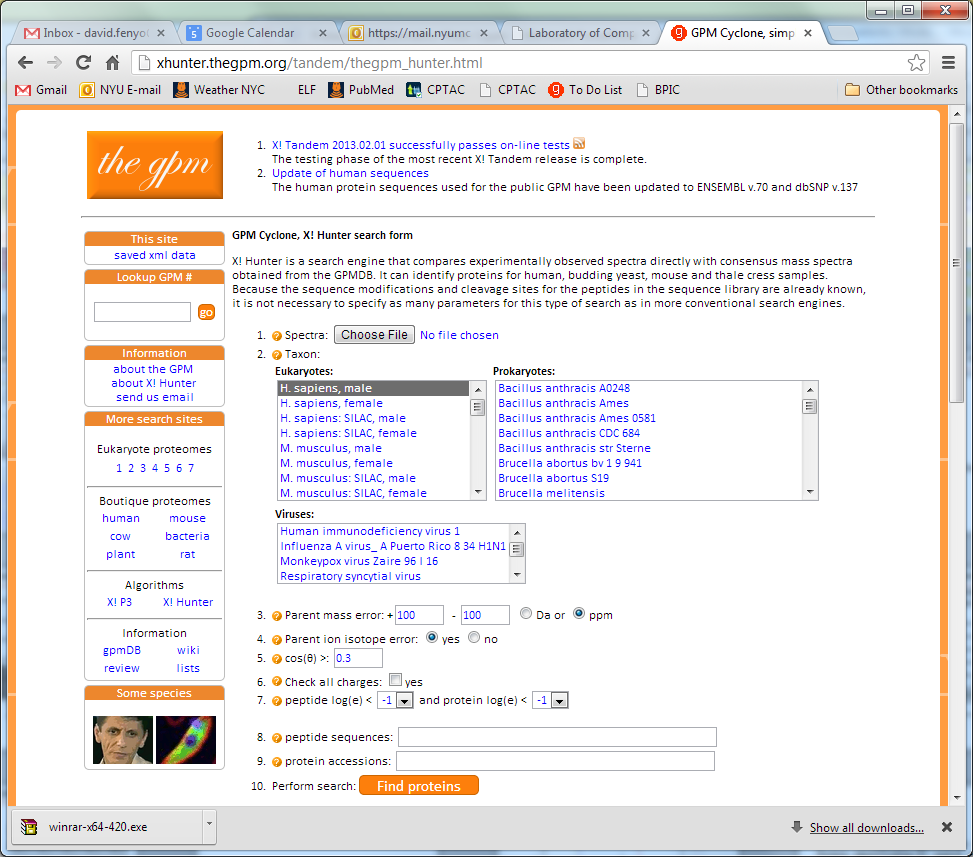 Inbox - david.fenyo
Google Calendar
https://mail.nyumc
Laboratory of Comp
GPM Cyclone, simp
xhunter.thegpm.org/tandem/thegpm_hunter.html
Gmail NYU E-mail Weather NYC ELF PubMed CPTAC CPTAC To Do List BPIC Other bookmarks
the gpm
1. X! Tandem 2013.02.01 successfully passes on-line tests
The testing phase of the most recent X! Tandem release is complete.
2. Update of human sequences
The human protein sequences used for the public GPM have been updated to ENSEMBL v.70 and dbSNP v.137
This site
saved xml data
Lookup GPM #
go
Information
about the GPM
about X! Hunter
send us email
More search sites
Eukaryote proteomes
1 2 3 4 5 6 7
Boutique proteomes
human mouse
cow bacteria
plant rat
Algorithms
X! P3 X! Hunter
Information
gpmDB wiki
review lists
Some species
GPM Cyclone, X! Hunter search form
X! Hunter is a search engine that compares experimentally observed spectra directly with consensus mass spectra
obtained from the GPMDB. It can identify proteins for human, budding yeast, mouse and thale cress samples.
Because the sequence modifications and cleavage sites for the peptides in the sequence library are already known,
it is not necessary to specify as many parameters for this type of search as in more conventional search engines.
1. ? Spectra: Choose File No file chosen
2. ? Taxon:
Eukaryotes:
H. sapiens, male
H. sapiens, female
H. sapiens: SILAC, male
H. sapiens: SILAC, female
M. musculus, male
M. musculus, female
M. musculus: SILAC, male
M. musculus: SILAC, female
Prokaryotes:
Bacillus anthracis A0248
Bacillus anthracis Ames
Bacillus anthracis Ames 0581
Bacillus anthracis CDC 684
Bacillus anthracis str Sterne
Brucella abortus bv 1 9 941
Brucella abortus S19
Brucella melitensis
Viruses:
Human immunodeficiency virus 1
Influenza A virus_ A Puerto Rico 8 34 H1N1
Monkeypox virus Zaire 96 I 16
Respiratory syncytial virus
3. ? Parent mass error: + 100 - 100 Da or ppm
4. ? Parent ion isotope error: yes no
5. ? cos(θ) >: 0.3
6. ? Check all charges: yes
7. ? peptide log(e) < -1 and protein log(e) < -1
8. ? peptide sequences:
9. ? protein accessions:
10. Perform search: Find proteins
winrar-x64-420.exe
Show all downloads...